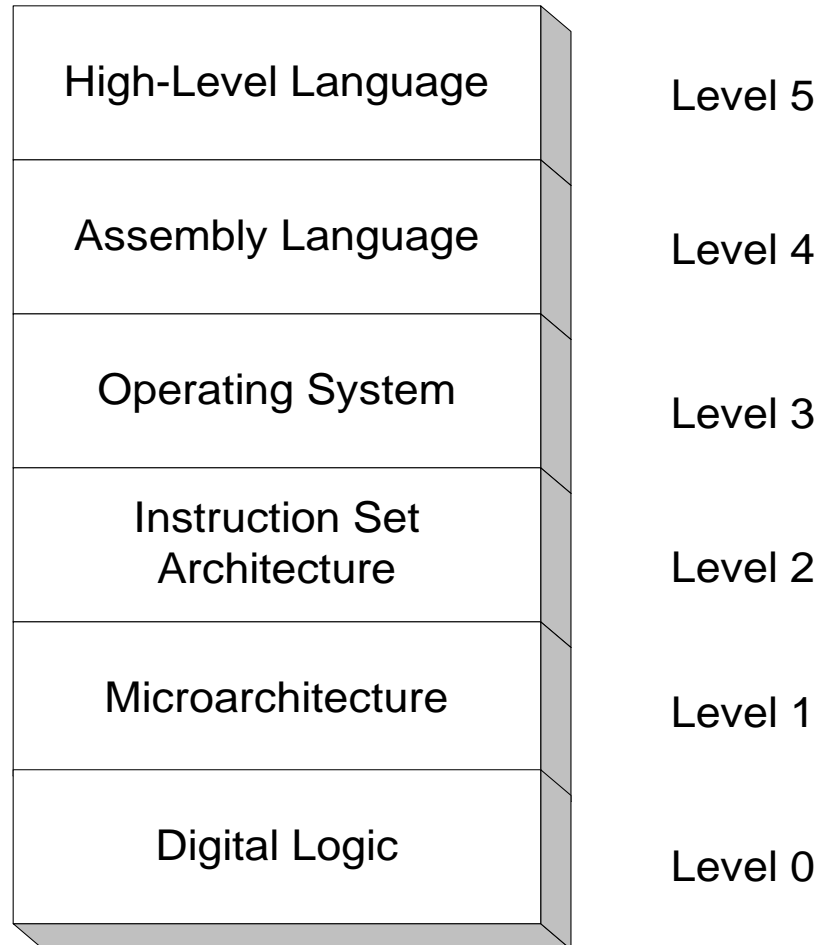 High-Level Language
Level 5
Assembly Language
Level 4
Operating System
Level 3
Instruction Set
Architecture
Level 2
Microarchitecture
Level 1
Digital Logic
Level 0